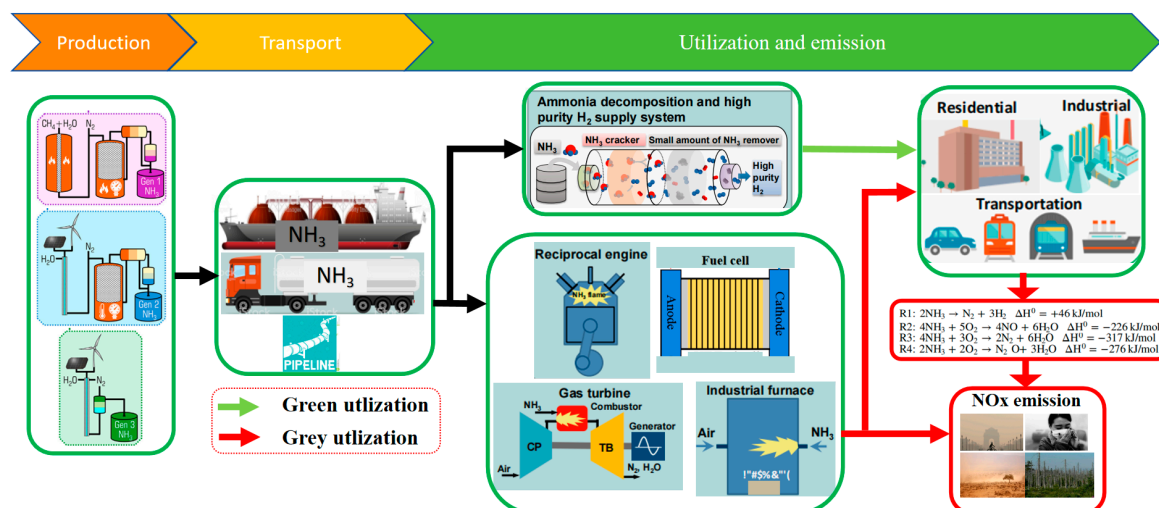 Production
Transport
Utilization and emission
CH₄+H₂O
N₂
Gen 1
NH₃
H₂O
N₂
Gen 2
NH₃
H₂O
N₂
Gen 3
NH₃
NH₃
NH₃
PIPELINE
Green utlization
Grey utlization
Ammonia decomposition and high
purity H₂ supply system
NH₃ cracker
Small amount of NH₃ remover
NH₃
High
purity
H₂
Reciprocal engine
NH₃ flame
Fuel cell
Anode
Cathode
Gas turbine
NH₃
Combustor
Generator
CP
TB
Air
N₂, H₂O
Industrial furnace
Air
NH₃
!"#$%&"'(
Residential
Industrial
Transportation
R1: 2NH₃ → N₂ + 3H₂ ΔH⁰ = +46 kJ/mol
R2: 4NH₃ + 5O₂ → 4NO + 6H₂O ΔH⁰ = −226 kJ/mol
R3: 4NH₃ + 3O₂ → 2N₂ + 6H₂O ΔH⁰ = −317 kJ/mol
R4: 2NH₃ + 2O₂ → N₂ O+ 3H₂O ΔH⁰ = −276 kJ/mol
NOx emission